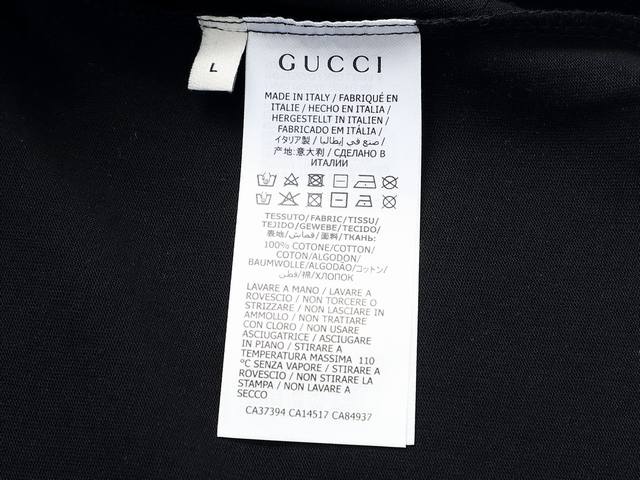 L
GUCCI
MADE IN ITALY / FABRIQUÉ EN
ITALIE / HECHO EN ITALIA /
HERGESTELLT IN ITALIEN /
FABRICADO EM ITÁLIA /
イタリア製 / صنع في إيطاليا /
产地:意大利 / СДЕЛАНО В
ИТАЛИИ
TESSUTO/FABRIC/TISSU/
TEJIDO/GEWEBE/TECIDO/
表地/قماش/面料/ТКАНЬ:
100% COTONE/COTTON/
COTON/ALGODON/
BAUMWOLLE/ALGODÃO/コットン/
قطن/棉/ХЛОПОК
LAVARE A MANO / LAVARE A
ROVESCIO / NON TORCERE O
STRIZZARE / NON LASCIARE IN
AMMOLLO / NON TRATTARE
CON CLORO / NON USARE
ASCIUGATRICE / ASCIUGARE
IN PIANO / STIRARE A
TEMPERATURA MASSIMA 110
°C SENZA VAPORE / STIRARE A
ROVESCIO / NON STIRARE LA
STAMPA / NON LAVARE A
SECCO
CA37394 CA14517 CA84937